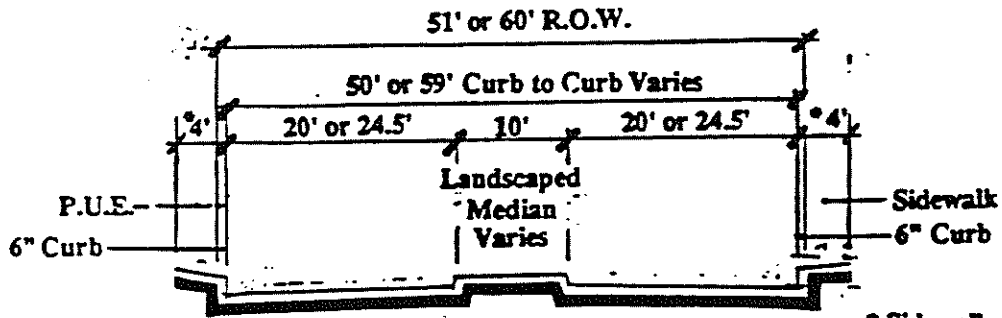 51' or 60' R.O.W.
50' or 59' Curb to Curb Varies
*4'
20' or 24.5'
10'
20' or 24.5'
*4'
Landscaped
Median
Varies
P.U.E.
6" Curb
Sidewalk
6" Curb